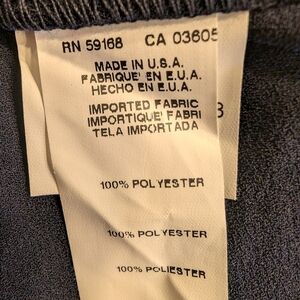 RN 59168 CA 03605
MADE IN U.S.A.
FABRIQUE' EN E.U.A.
HECHO EN E.U.A.
IMPORTED FABRIC
IMPORTIQUE' FABRI
TELA IMPORTADA
100% POLYESTER
100% POLYESTER
100% POLIESTER